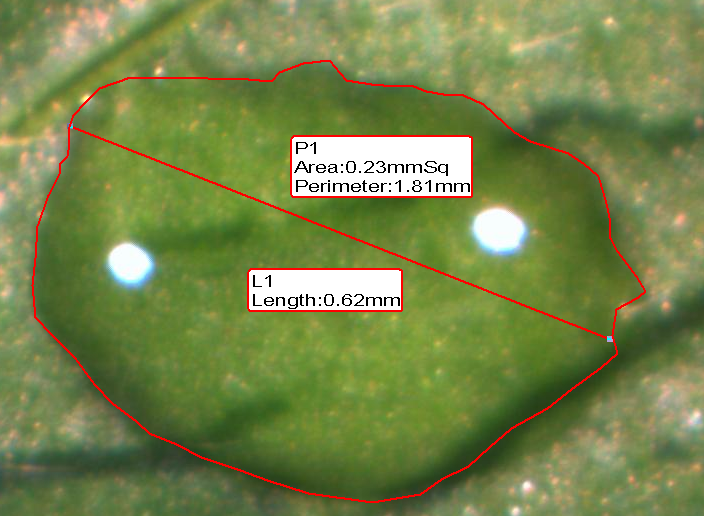 P1
Area:0.23mmSq
Perimeter:1.81mm
L1
Length:0.62mm